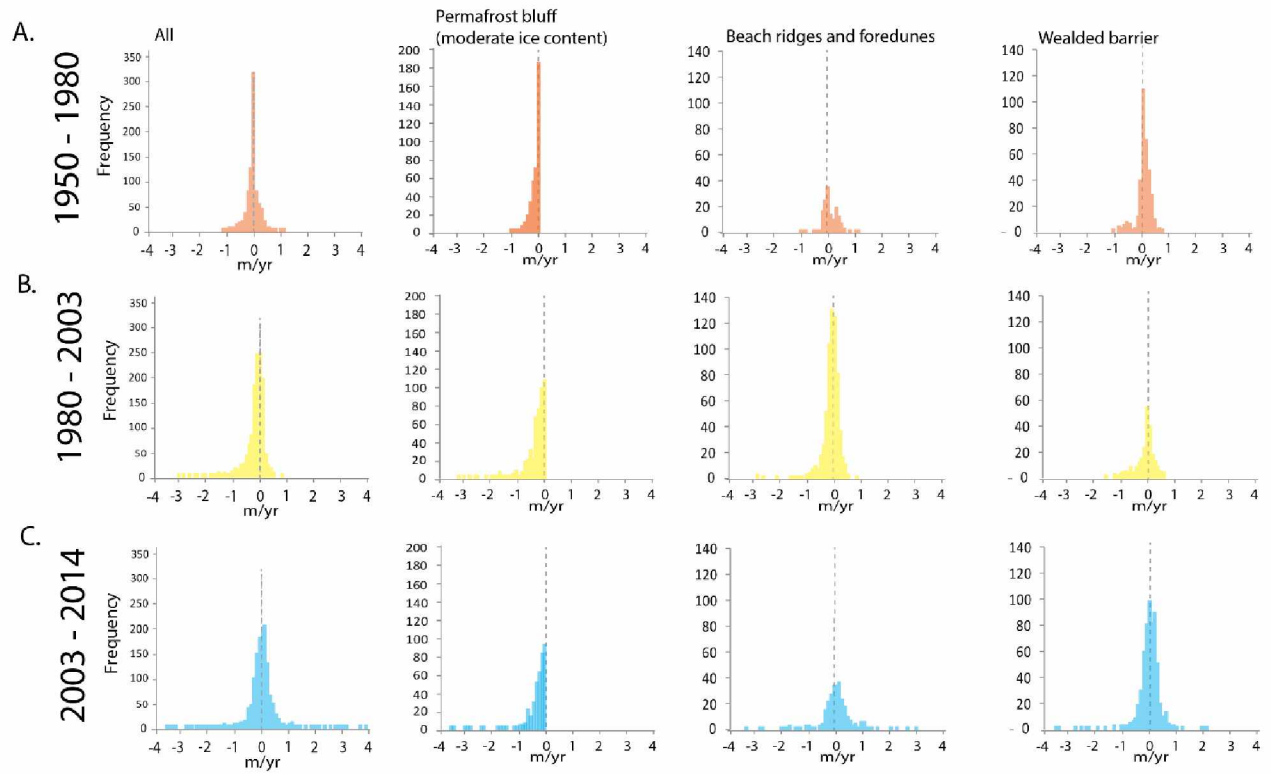 A.
1950 - 1980
All
Frequency
350
300
250
200
150
100
50
0
-4 -3 -2 -1 0 1 2 3 4
m/yr
Permafrost bluff
(moderate ice content)
200
180
160
140
120
100
80
60
40
20
0
-4 -3 -2 -1 0 1 2 3 4
m/yr
Beach ridges and foredunes
140
120
100
80
60
40
20
0
-4 -3 -2 -1 0 1 2 3 4
m/yr
Wealded barrier
140
120
100
80
60
40
20
- 0
-4 -3 -2 -1 0 1 2 3 4
m/yr
B.
1980 - 2003
Frequency
350
300
250
200
150
100
50
0
-4 -3 -2 -1 0 1 2 3 4
m/yr
200
180
160
140
120
100
80
60
40
20
0
-4 -3 -2 -1 0 1 2 3 4
m/yr
140
120
100
80
60
40
20
0
-4 -3 -2 -1 0 1 2 3 4
m/yr
140
120
100
80
60
40
20
- 0
-4 -3 -2 -1 0 1 2 3 4
m/yr
C.
2003 - 2014
Frequency
350
300
250
200
150
100
50
0
-4 -3 -2 -1 0 1 2 3 4
m/yr
200
180
160
140
120
100
80
60
40
20
0
-4 -3 -2 -1 0 1 2 3 4
m/yr
140
120
100
80
60
40
20
0
-4 -3 -2 -1 0 1 2 3 4
m/yr
140
120
100
80
60
40
20
- 0
-4 -3 -2 -1 0 1 2 3 4
m/yr